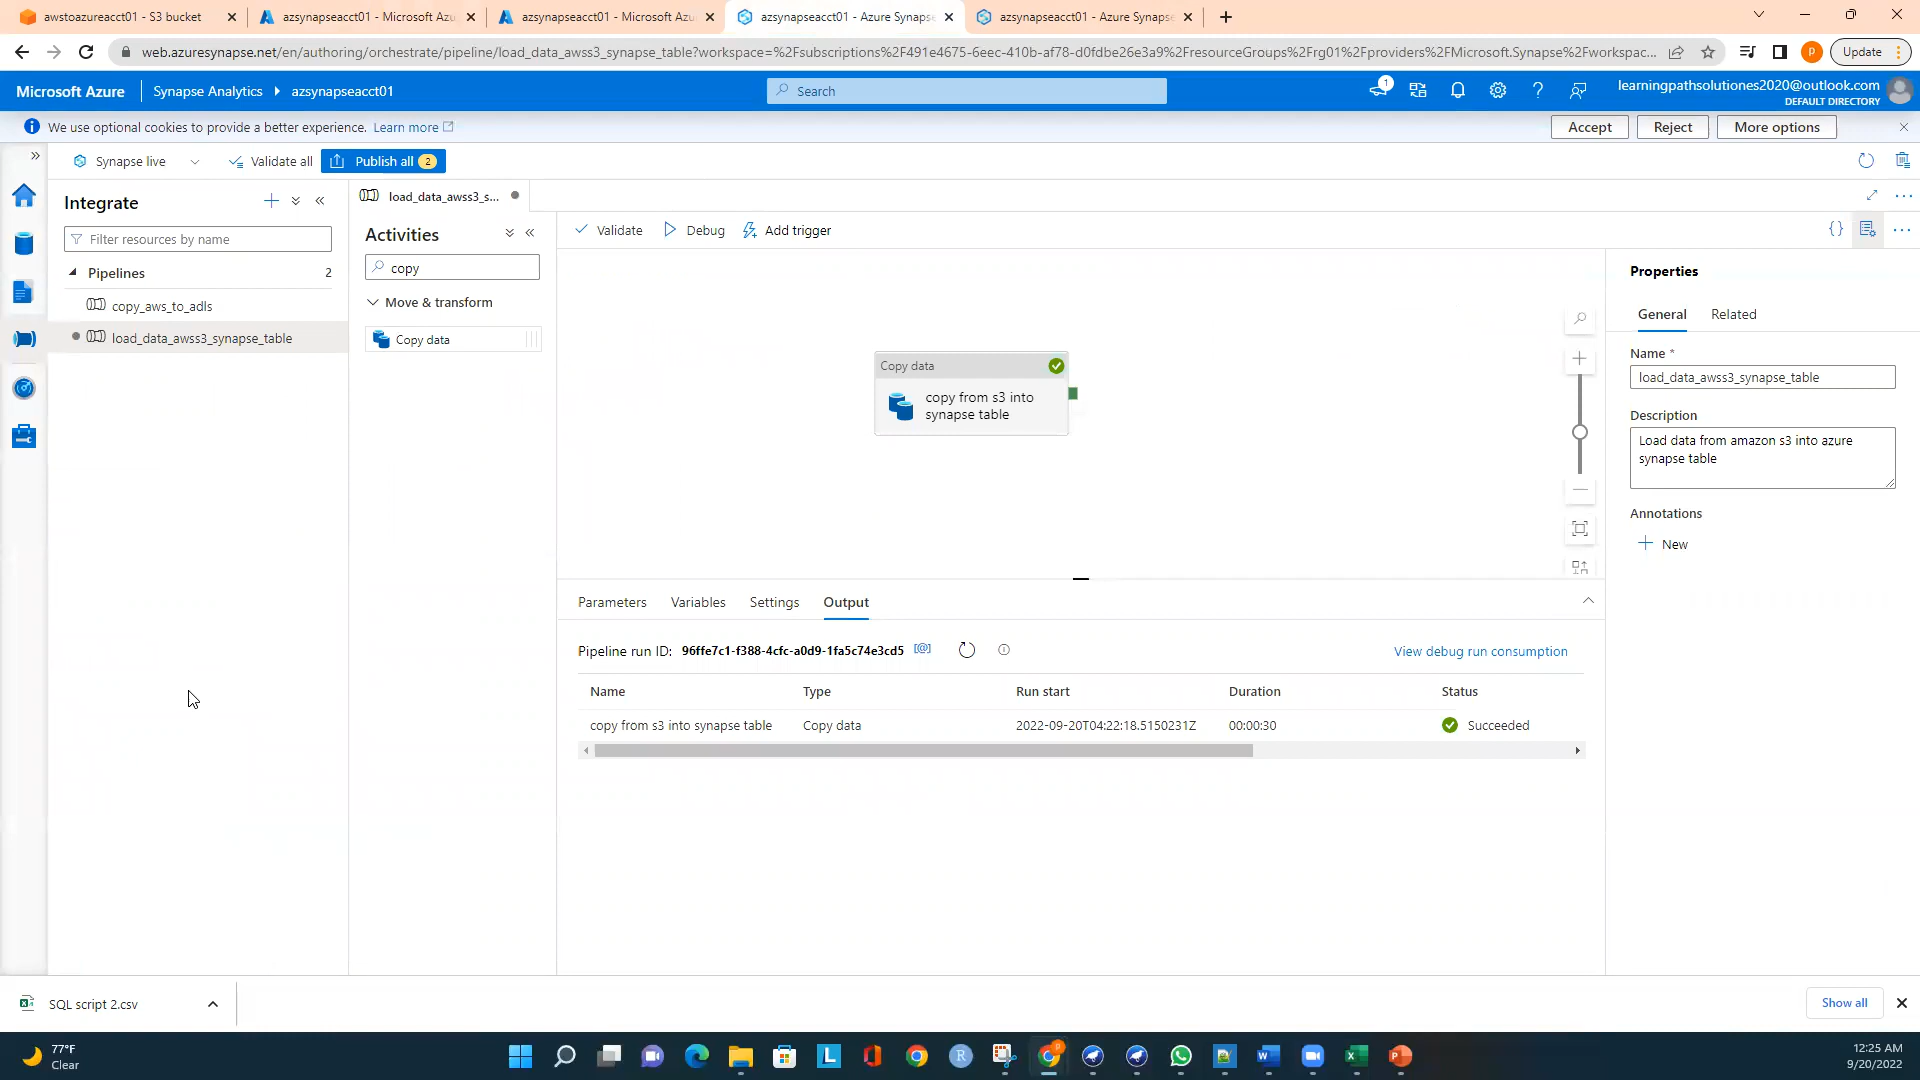 awstoazureacct01 - S3 bucket
azsynapseacct01 - Microsoft Azu
azsynapseacct01 - Microsoft Azu
azsynapseacct01 - Azure Synapse
azsynapseacct01 - Azure Synapse
web.azuresynapse.net/en/authoring/orchestrate/pipeline/load_data_awss3_synapse_table?workspace=%2Fsubscriptions%2F491e4675-6eec-410b-af78-d0fdbe26e3a9%2FresourceGroups%2Frg01%2Fproviders%2FMicrosoft.Synapse%2Fworkspac...
P
Update
Microsoft Azure
Synapse Analytics
azsynapseacct01
Search
1
learningpathsolutiones2020@outlook.com
DEFAULT DIRECTORY
We use optional cookies to provide a better experience. Learn more
Accept
Reject
More options
Synapse live
Validate all
Publish all 2
Integrate
Filter resources by name
Pipelines 2
copy_aws_to_adls
load_data_awss3_synapse_table
load_data_awss3_s...
Activities
copy
Move & transform
Copy data
Validate
Debug
Add trigger
Copy data
copy from s3 into
synapse table
Properties
General
Related
Name *
load_data_awss3_synapse_table
Description
Load data from amazon s3 into azure
synapse table
Annotations
New
Parameters
Variables
Settings
Output
Pipeline run ID: 96ffe7c1-f388-4cfc-a0d9-1fa5c74e3cd5
View debug run consumption
Name Type Run start Duration Status
copy from s3 into synapse table Copy data 2022-09-20T04:22:18.5150231Z 00:00:30 Succeeded
SQL script 2.csv
Show all
77°F
Clear
12:25 AM
9/20/2022